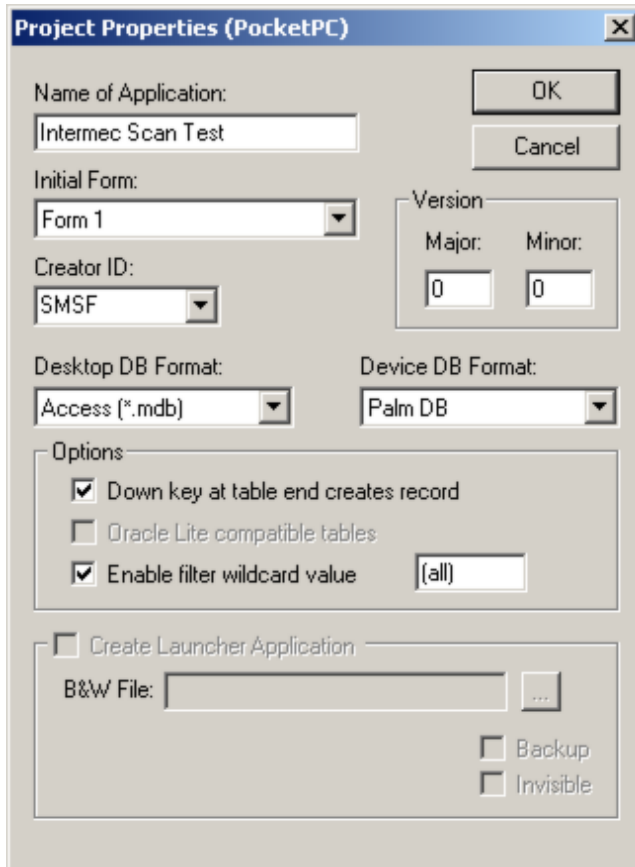 Project Properties (PocketPC)
Name of Application:
OK
Intermec Scan Test
Cancel
Initial Form:
Form 1
Version
Major:
Minor:
Creator ID:
0
0
SMSF
Desktop DB Format:
Device DB Format:
Access (*.mdb)
Palm DB
Options
Down key at table end creates record
Oracle Lite compatible tables
Enable filter wildcard value
(all)
Create Launcher Application
B&W File:
...
Backup
Invisible